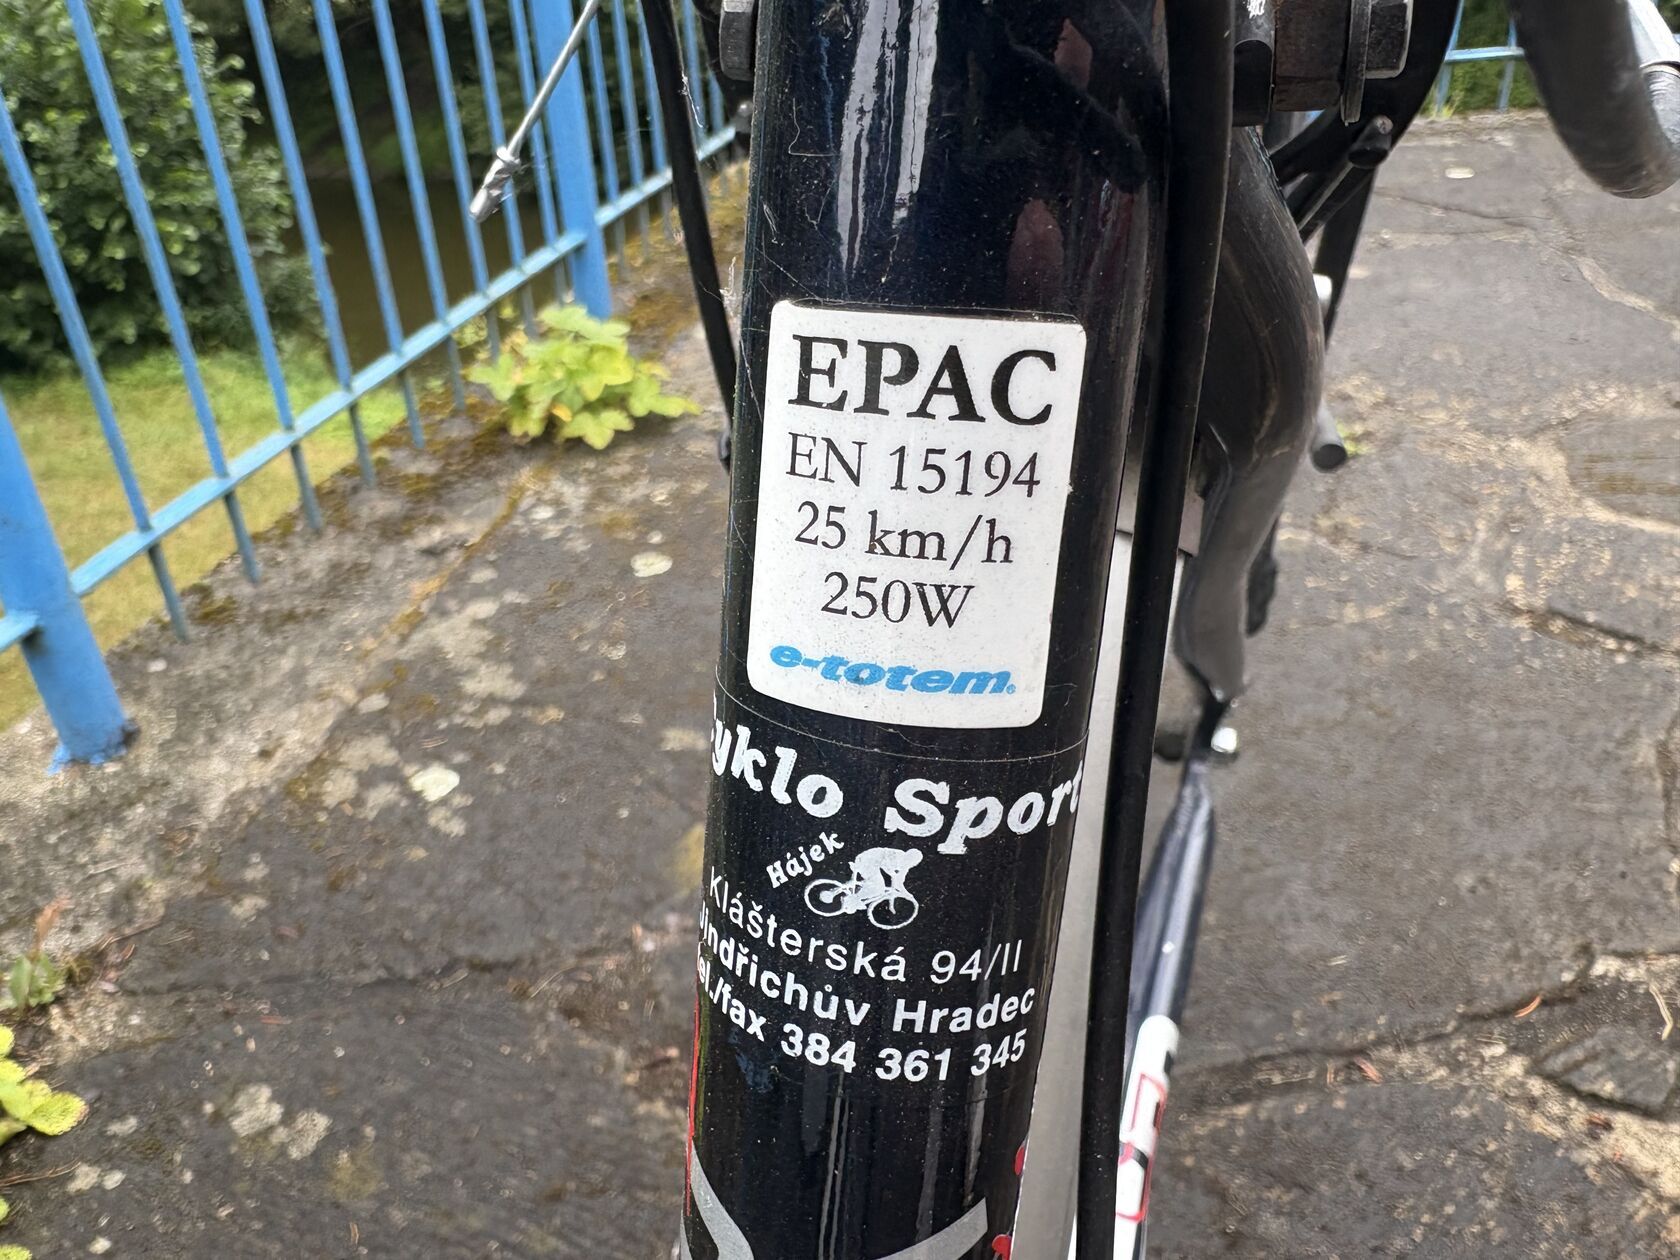 EPAC
EN 15194
25 km/h
250W
e-totem®
Cyklo Sport
Hájek
Klášterská 94/II
Jindřichův Hradec
tel./fax 384 361 345